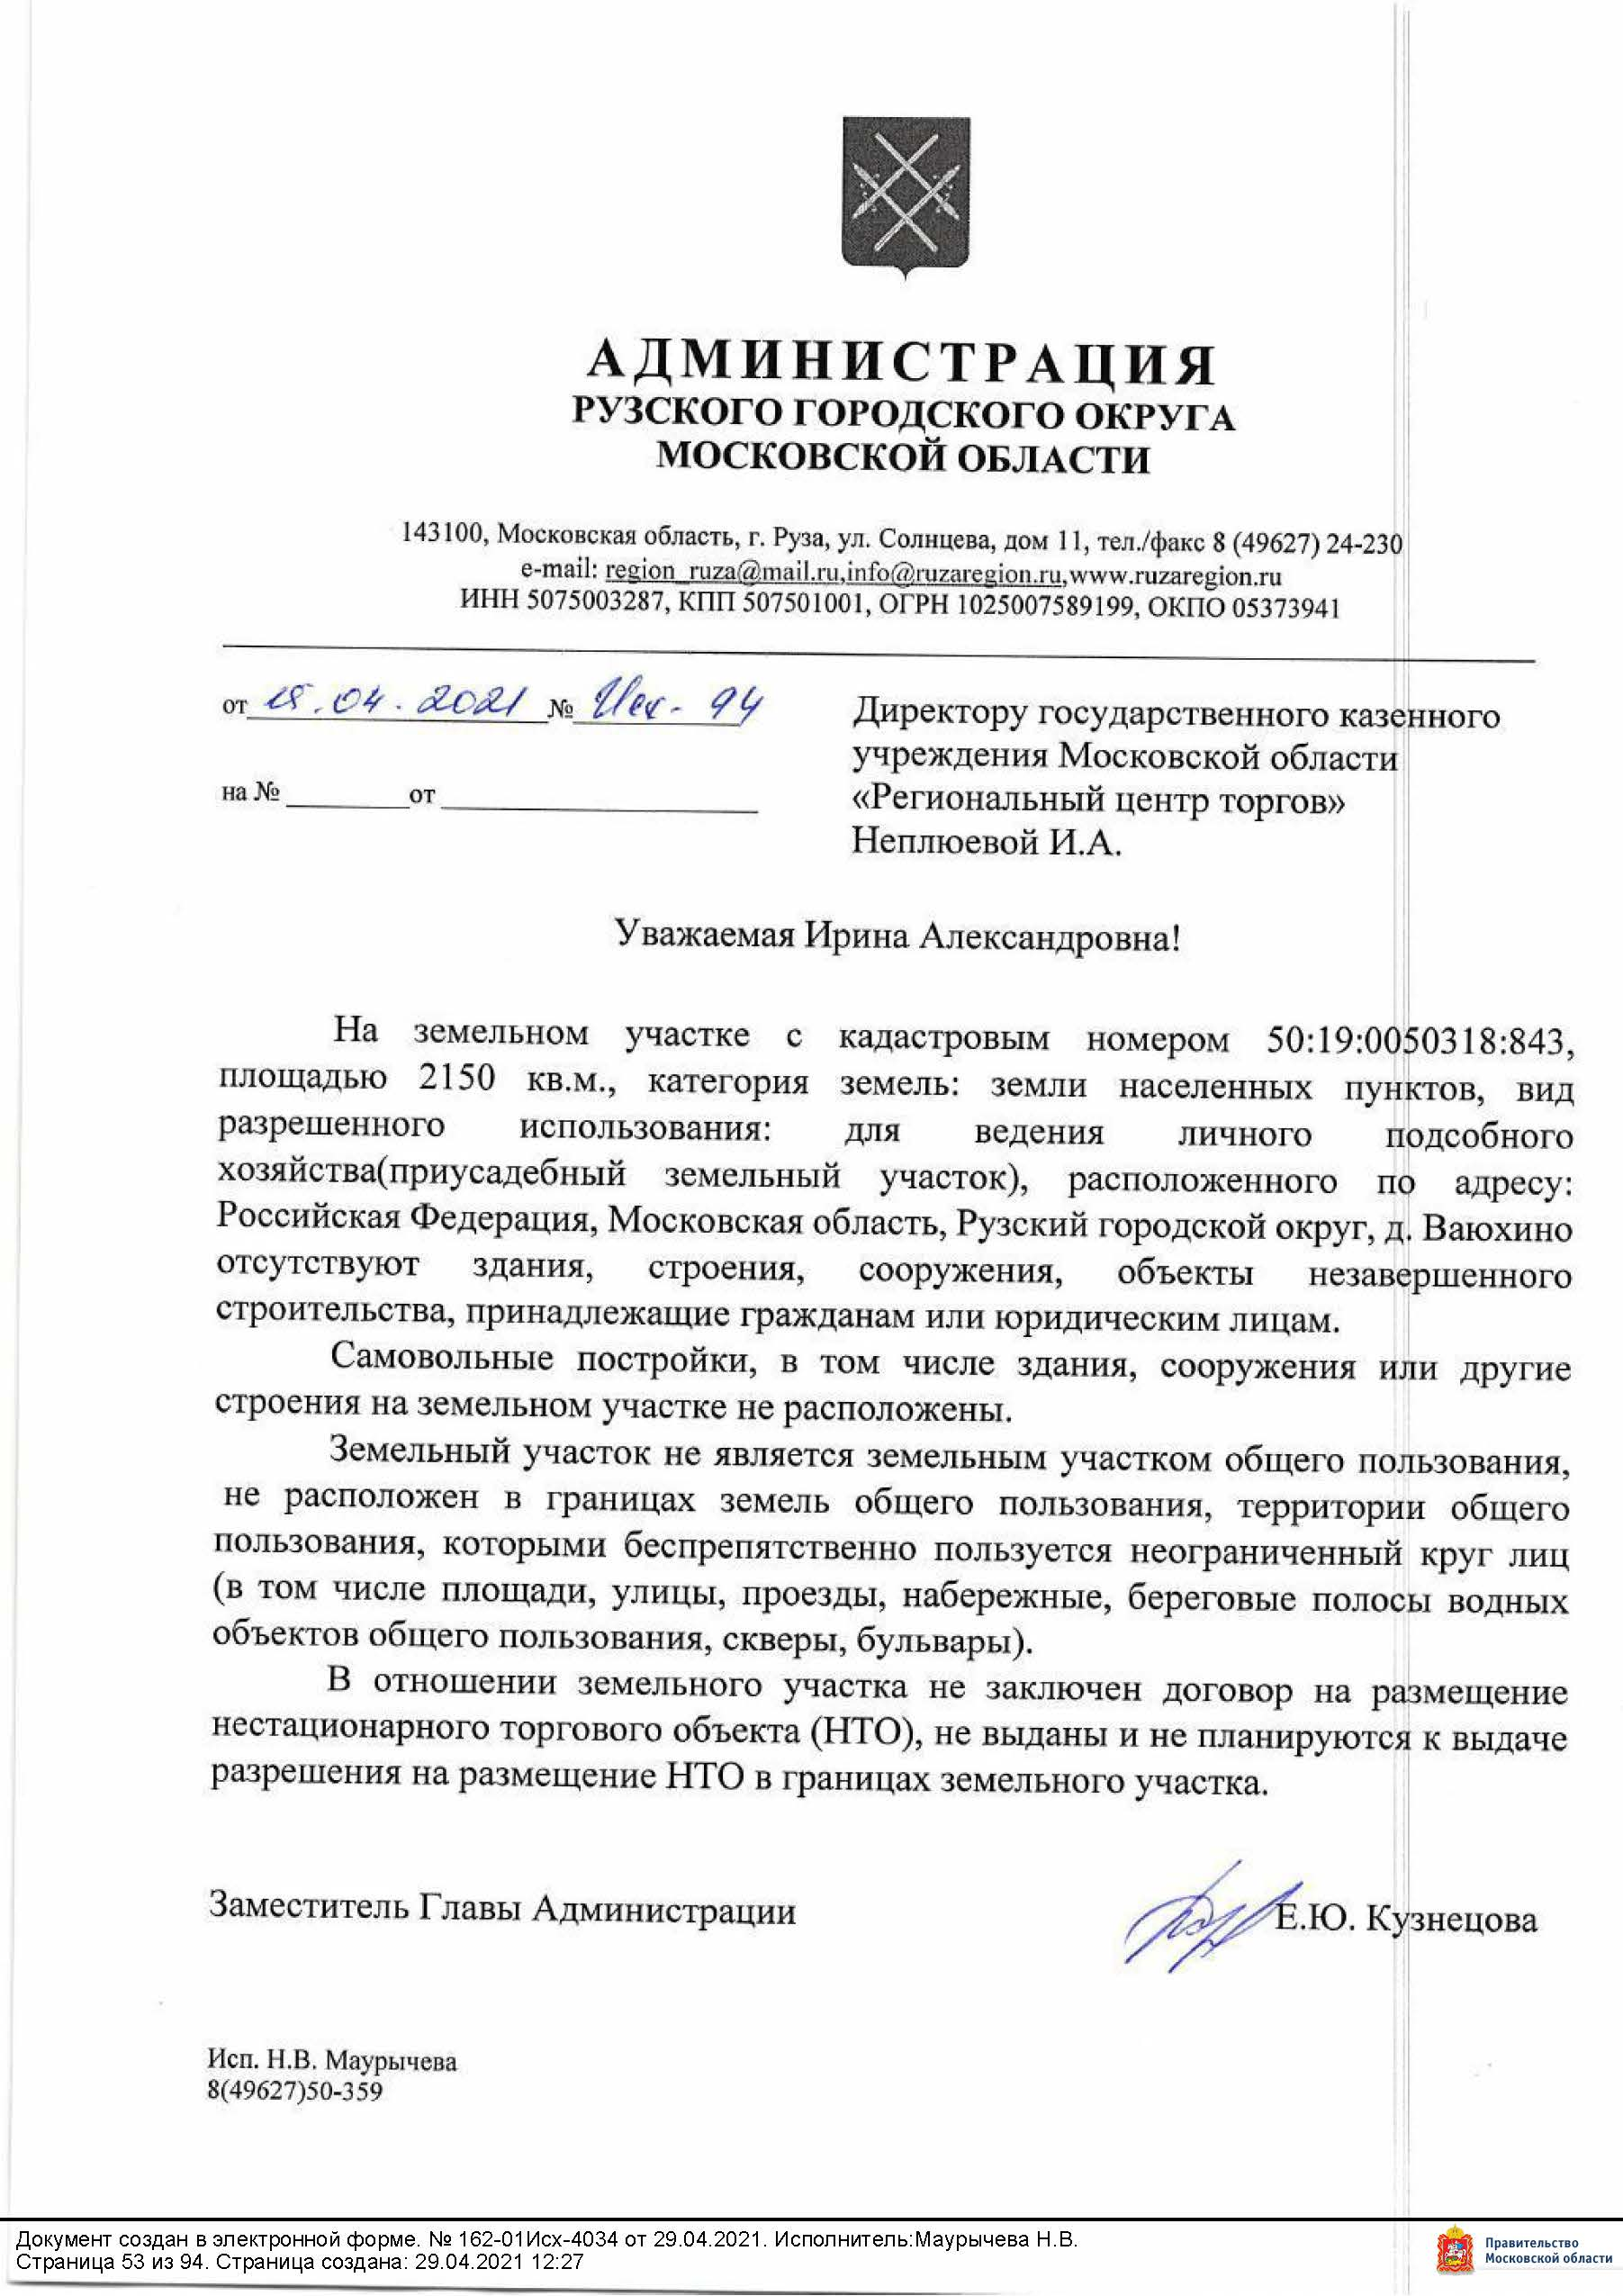 АДМИНИСТРАЦИЯ
РУЗСКОГО ГОРОДСКОГО ОКРУГА
МОСКОВСКОЙ ОБЛАСТИ
143100, Московская область, г. Руза, ул. Солнцева, дом 11, тел./факс 8 (49627) 24-230
e-mail: region_ruza@mail.ru,info@ruzaregion.ru,www.ruzaregion.ru
ИНН 5075003287, КПП 507501001, ОГРН 1025007589199, ОКПО 05373941
от .04.2021 № Исх- 94
на № от
Директору государственного казенного
учреждения Московской области
«Региональный центр торгов»
Неплюевой И.А.
Уважаемая Ирина Александровна!
На земельном участке с кадастровым номером 50:19:0050318:843,
площадью 2150 кв.м., категория земель: земли населенных пунктов, вид
разрешенного использования: для ведения личного подсобного
хозяйства(приусадебный земельный участок), расположенного по адресу:
Российская Федерация, Московская область, Рузский городской округ, д. Ваюхино
отсутствуют здания, строения, сооружения, объекты незавершенного
строительства, принадлежащие гражданам или юридическим лицам.
Самовольные постройки, в том числе здания, сооружения или другие
строения на земельном участке не расположены.
Земельный участок не является земельным участком общего пользования,
не расположен в границах земель общего пользования, территории общего
пользования, которыми беспрепятственно пользуется неограниченный круг лиц
(в том числе площади, улицы, проезды, набережные, береговые полосы водных
объектов общего пользования, скверы, бульвары).
В отношении земельного участка не заключен договор на размещение
нестационарного торгового объекта (НТО), не выданы и не планируются к выдаче
разрешения на размещение НТО в границах земельного участка.
Заместитель Главы Администрации Е.Ю. Кузнецова
Исп. Н.В. Маурычева
8(49627)50-359
Документ создан в электронной форме. № 162-01Исх-4034 от 29.04.2021. Исполнитель:Маурычева Н.В.
Страница 53 из 94. Страница создана: 29.04.2021 12:27
Правительство
Московской области